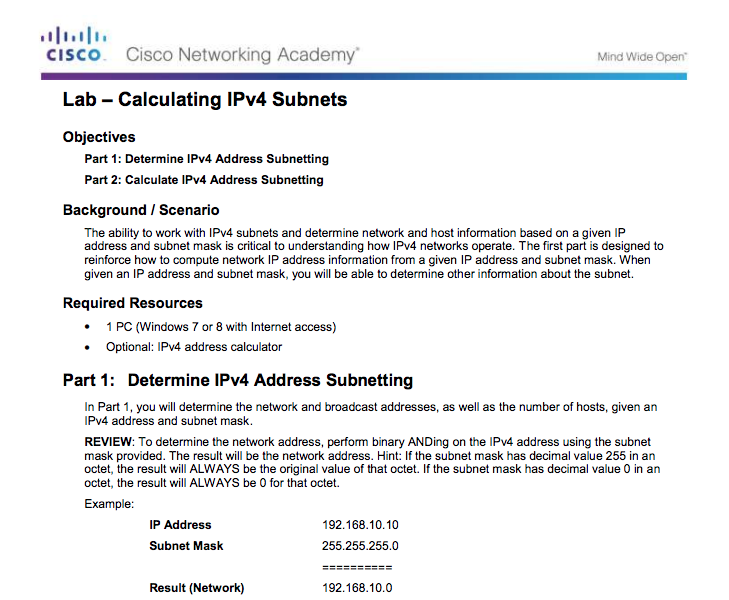 CISCO Cisco Networking Academy® Mind Wide Open®
Lab – Calculating IPv4 Subnets
Objectives
Part 1: Determine IPv4 Address Subnetting
Part 2: Calculate IPv4 Address Subnetting
Background / Scenario
The ability to work with IPv4 subnets and determine network and host information based on a given IP
address and subnet mask is critical to understanding how IPv4 networks operate. The first part is designed to
reinforce how to compute network IP address information from a given IP address and subnet mask. When
given an IP address and subnet mask, you will be able to determine other information about the subnet.
Required Resources
• 1 PC (Windows 7 or 8 with Internet access)
• Optional: IPv4 address calculator
Part 1: Determine IPv4 Address Subnetting
In Part 1, you will determine the network and broadcast addresses, as well as the number of hosts, given an
IPv4 address and subnet mask.
REVIEW: To determine the network address, perform binary ANDing on the IPv4 address using the subnet
mask provided. The result will be the network address. Hint: If the subnet mask has decimal value 255 in an
octet, the result will ALWAYS be the original value of that octet. If the subnet mask has decimal value 0 in an
octet, the result will ALWAYS be 0 for that octet.
Example:
IP Address 192.168.10.10
Subnet Mask 255.255.255.0
==========
Result (Network) 192.168.10.0